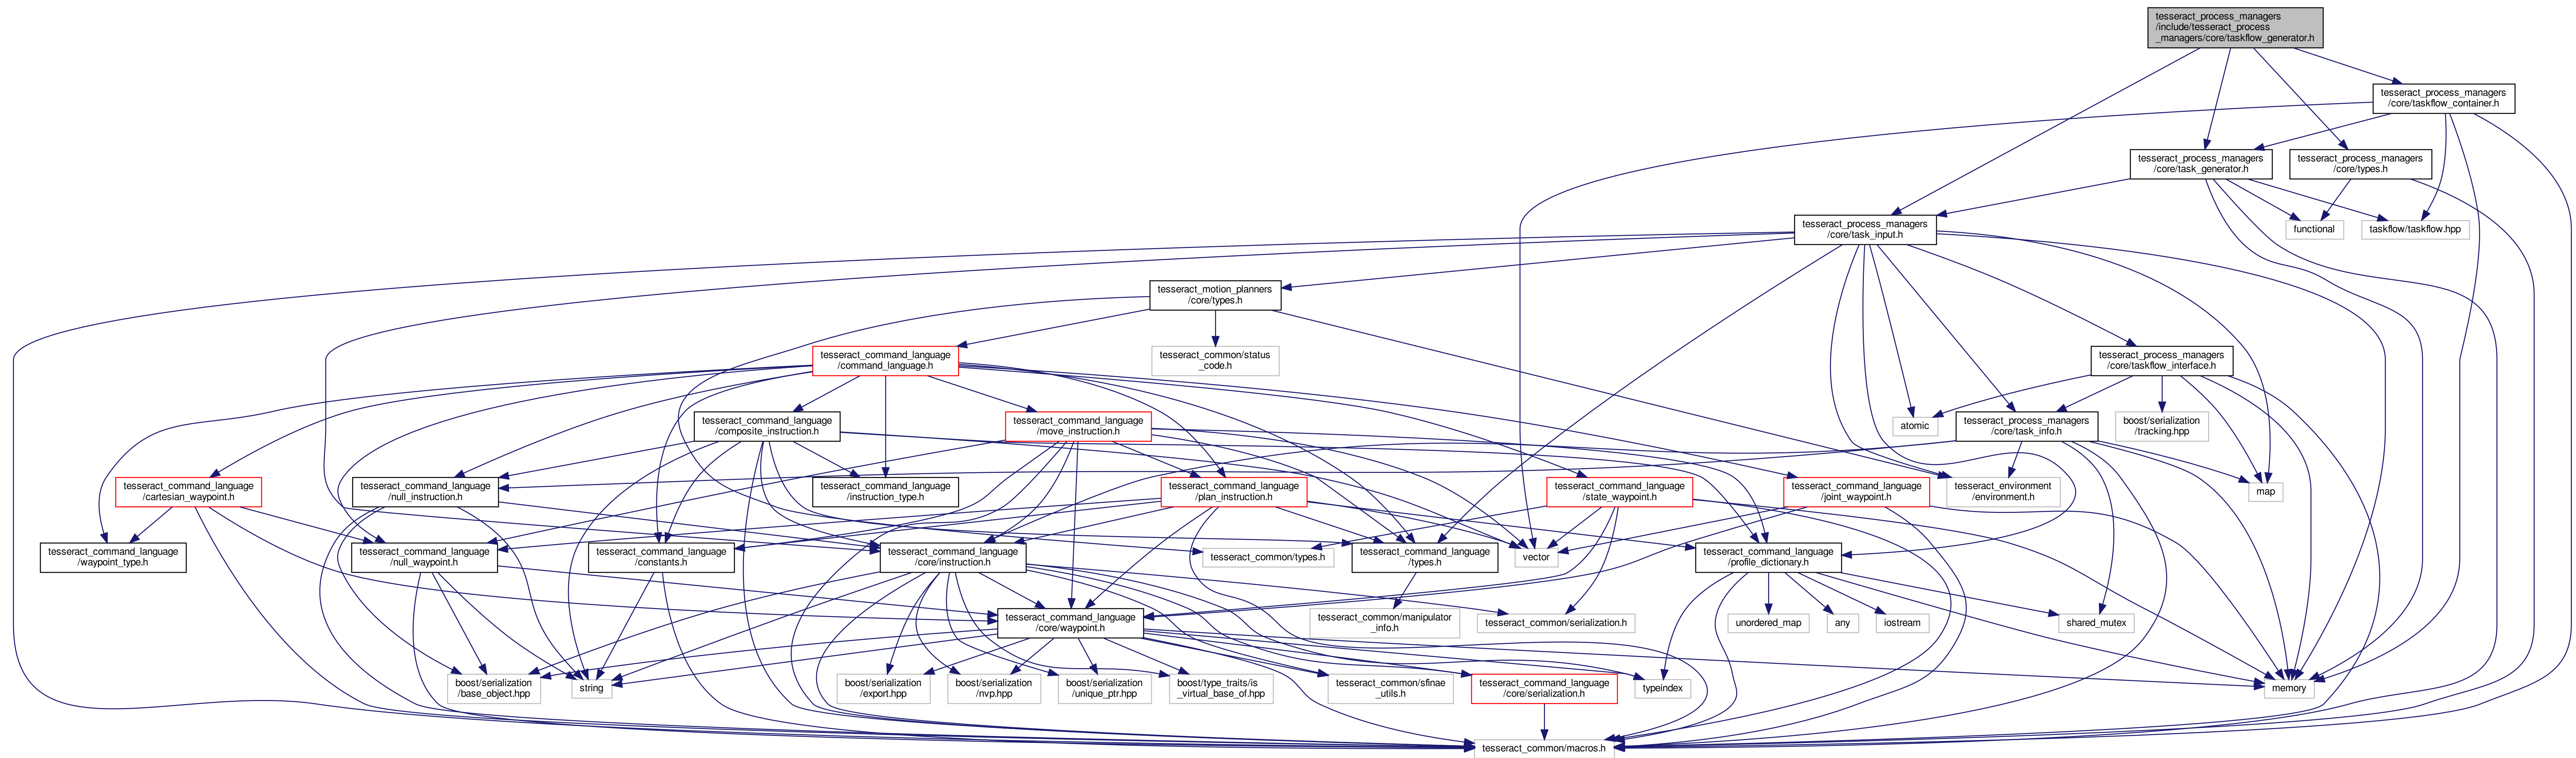 tesseract_process_managers
/include/tesseract_process
_managers/core/taskflow_generator.h
tesseract_process_managers
/core/taskflow_container.h
tesseract_process_managers
/core/task_generator.h
tesseract_process_managers
/core/types.h
tesseract_process_managers
/core/task_input.h
functional
taskflow/taskflow.hpp
tesseract_motion_planners
/core/types.h
tesseract_command_language
/command_language.h
tesseract_common/status
_code.h
tesseract_process_managers
/core/taskflow_interface.h
tesseract_command_language
/composite_instruction.h
tesseract_command_language
/move_instruction.h
atomic
tesseract_process_managers
/core/task_info.h
boost/serialization
/tracking.hpp
tesseract_command_language
/cartesian_waypoint.h
tesseract_command_language
/null_instruction.h
tesseract_command_language
/instruction_type.h
tesseract_command_language
/plan_instruction.h
tesseract_command_language
/state_waypoint.h
tesseract_command_language
/joint_waypoint.h
tesseract_environment
/environment.h
map
tesseract_command_language
/waypoint_type.h
tesseract_command_language
/null_waypoint.h
tesseract_command_language
/constants.h
tesseract_command_language
/core/instruction.h
tesseract_common/types.h
vector
tesseract_command_language
/types.h
tesseract_command_language
/profile_dictionary.h
tesseract_command_language
/core/waypoint.h
tesseract_common/manipulator
_info.h
tesseract_common/serialization.h
unordered_map
any
iostream
shared_mutex
boost/serialization
/base_object.hpp
string
boost/serialization
/export.hpp
boost/serialization
/nvp.hpp
boost/serialization
/unique_ptr.hpp
boost/type_traits/is
_virtual_base_of.hpp
tesseract_common/sfinae
_utils.h
tesseract_command_language
/core/serialization.h
typeindex
memory
tesseract_common/macros.h